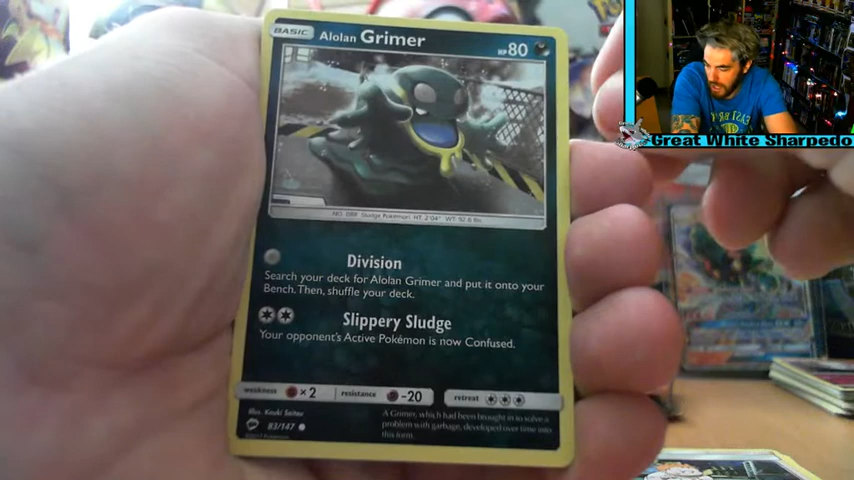 BASIC Alolan Grimer HP 80
NO. 088 Sludge Pokémon HT: 2'04" WT: 92.6 lbs.
Division
Search your deck for Alolan Grimer and put it onto your
Bench. Then, shuffle your deck.
Slippery Sludge
Your opponent's Active Pokémon is now Confused.
weakness ×2 resistance -20 retreat
Illus. Kouki Saitou
83/147
A Grimer, which had been brought in to solve a
problem with garbage, developed over time into
this form.
Great White Sharpedo